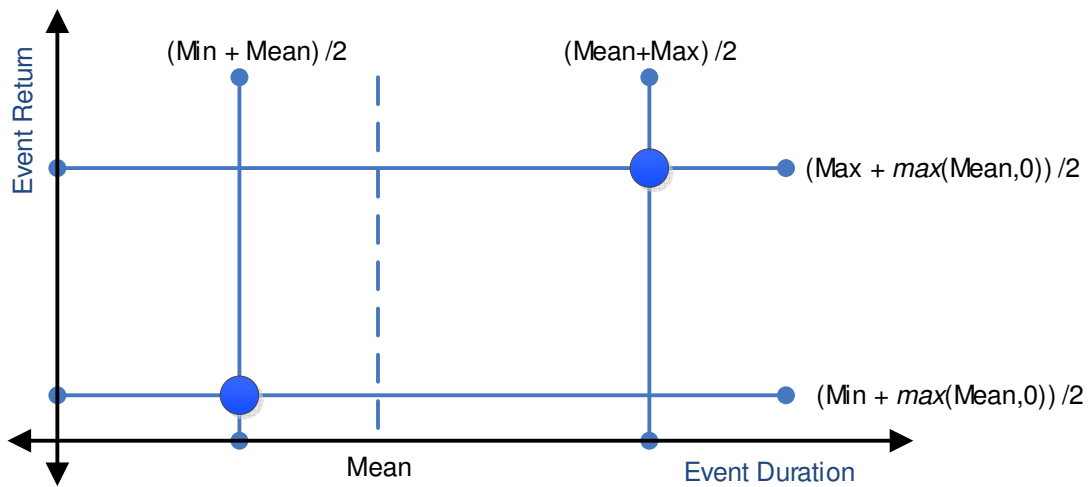 (Min + Mean) /2
(Mean+Max) /2
Event Return
(Max + max(Mean,0)) /2
(Min + max(Mean,0)) /2
Mean
Event Duration